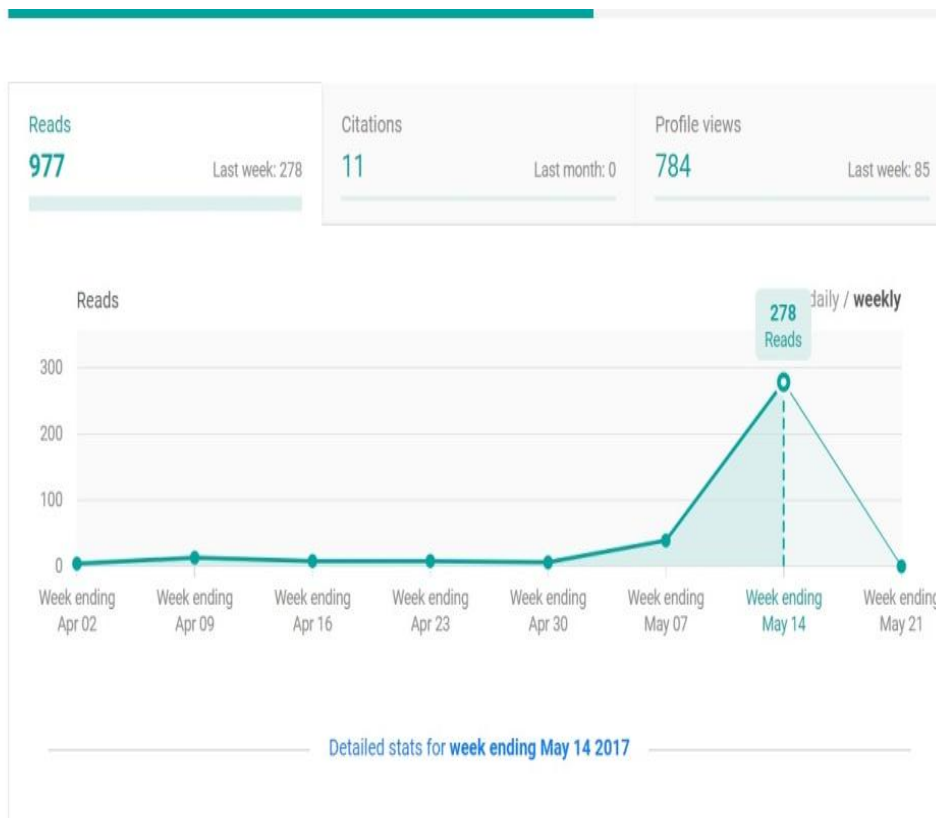 Reads
977
Last week: 278
Citations
11
Last month: 0
Profile views
784
Last week: 85
Reads
daily / weekly
278
Reads
300
200
100
0
Week ending
Apr 02
Week ending
Apr 09
Week ending
Apr 16
Week ending
Apr 23
Week ending
Apr 30
Week ending
May 07
Week ending
May 14
Week ending
May 21
Detailed stats for week ending May 14 2017